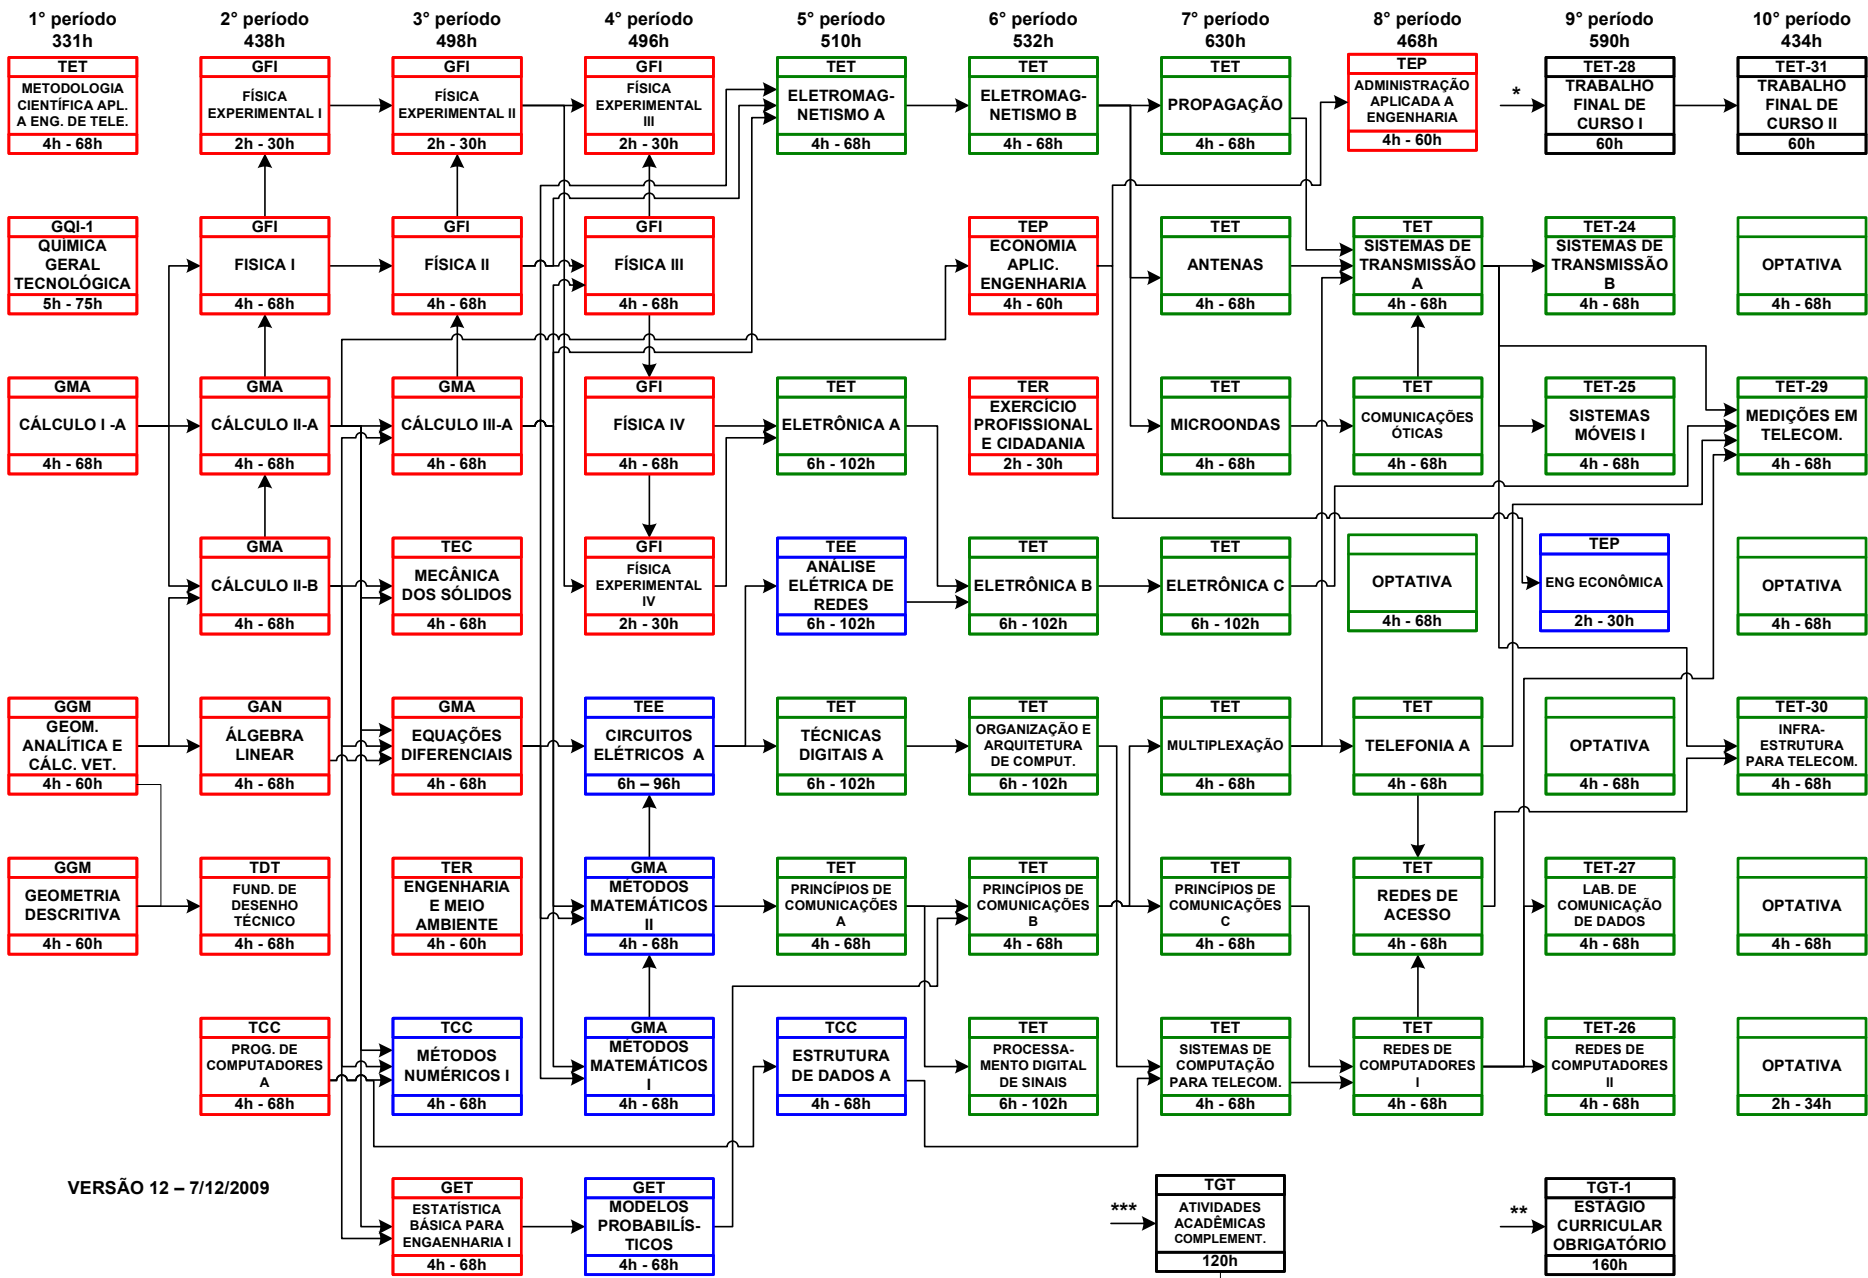 1° período
331h
2° período
438h
3° período
498h
4° período
496h
5° período
510h
6° período
532h
7° período
630h
8° período
468h
9° período
590h
10° período
434h
TET
METODOLOGIA
CIENTÍFICA APL.
A ENG. DE TELE.
4h - 68h
GFI
FÍSICA
EXPERIMENTAL I
2h - 30h
GFI
FÍSICA
EXPERIMENTAL II
2h - 30h
GFI
FÍSICA
EXPERIMENTAL
III
2h - 30h
TET
ELETROMAG-
NETISMO A
4h - 68h
TET
ELETROMAG-
NETISMO B
4h - 68h
TET
PROPAGAÇÃO
4h - 68h
TEP
ADMINISTRAÇÃO
APLICADA A
ENGENHARIA
4h - 60h
*
TET-28
TRABALHO
FINAL DE
CURSO I
60h
TET-31
TRABALHO
FINAL DE
CURSO II
60h
GQI-1
QUÍMICA
GERAL
TECNOLÓGICA
5h - 75h
GFI
FISICA I
4h - 68h
GFI
FÍSICA II
4h - 68h
GFI
FÍSICA III
4h - 68h
TEP
ECONOMIA
APLIC.
ENGENHARIA
4h - 60h
TET
ANTENAS
4h - 68h
TET
SISTEMAS DE
TRANSMISSÃO
A
4h - 68h
TET-24
SISTEMAS DE
TRANSMISSÃO
B
4h - 68h
OPTATIVA
4h - 68h
GMA
CÁLCULO I -A
4h - 68h
GMA
CÁLCULO II-A
4h - 68h
GMA
CÁLCULO III-A
4h - 68h
GFI
FÍSICA IV
4h - 68h
TET
ELETRÔNICA A
6h - 102h
TER
EXERCÍCIO
PROFISSIONAL
E CIDADANIA
2h - 30h
TET
MICROONDAS
4h - 68h
TET
COMUNICAÇÕES
ÓTICAS
4h - 68h
TET-25
SISTEMAS
MÓVEIS I
4h - 68h
TET-29
MEDIÇÕES EM
TELECOM.
4h - 68h
GMA
CÁLCULO II-B
4h - 68h
TEC
MECÂNICA
DOS SÓLIDOS
4h - 68h
GFI
FÍSICA
EXPERIMENTAL
IV
2h - 30h
TEE
ANÁLISE
ELÉTRICA DE
REDES
6h - 102h
TET
ELETRÔNICA B
6h - 102h
TET
ELETRÔNICA C
6h - 102h
OPTATIVA
4h - 68h
TEP
ENG ECONÔMICA
2h - 30h
OPTATIVA
4h - 68h
GGM
GEOM.
ANALÍTICA E
CÁLC. VET.
4h - 60h
GAN
ÁLGEBRA
LINEAR
4h - 68h
GMA
EQUAÇÕES
DIFERENCIAIS
4h - 68h
TEE
CIRCUITOS
ELÉTRICOS A
6h – 96h
TET
TÉCNICAS
DIGITAIS A
6h - 102h
TET
ORGANIZAÇÃO E
ARQUITETURA
DE COMPUT.
6h - 102h
TET
MULTIPLEXAÇÃO
4h - 68h
TET
TELEFONIA A
4h - 68h
OPTATIVA
4h - 68h
TET-30
INFRA-
ESTRUTURA
PARA TELECOM.
4h - 68h
GGM
GEOMETRIA
DESCRITIVA
4h - 60h
TDT
FUND. DE
DESENHO
TÉCNICO
4h - 68h
TER
ENGENHARIA
E MEIO
AMBIENTE
4h - 60h
GMA
MÉTODOS
MATEMÁTICOS
II
4h - 68h
TET
PRINCÍPIOS DE
COMUNICAÇÕES
A
4h - 68h
TET
PRINCÍPIOS DE
COMUNICAÇÕES
B
4h - 68h
TET
PRINCÍPIOS DE
COMUNICAÇÕES
C
4h - 68h
TET
REDES DE
ACESSO
4h - 68h
TET-27
LAB. DE
COMUNICAÇÃO
DE DADOS
4h - 68h
OPTATIVA
4h - 68h
TCC
PROG. DE
COMPUTADORES
A
4h - 68h
TCC
MÉTODOS
NUMÉRICOS I
4h - 68h
GMA
MÉTODOS
MATEMÁTICOS
I
4h - 68h
TCC
ESTRUTURA
DE DADOS A
4h - 68h
TET
PROCESSA-
MENTO DIGITAL
DE SINAIS
6h - 102h
TET
SISTEMAS DE
COMPUTAÇÃO
PARA TELECOM.
4h - 68h
TET
REDES DE
COMPUTADORES
I
4h - 68h
TET-26
REDES DE
COMPUTADORES
II
4h - 68h
OPTATIVA
2h - 34h
VERSÃO 12 – 7/12/2009
GET
ESTATÍSTICA
BÁSICA PARA
ENGAENHARIA I
4h - 68h
GET
MODELOS
PROBABILÍS-
TICOS
4h - 68h
***
TGT
ATIVIDADES
ACADÊMICAS
COMPLEMENT.
120h
**
TGT-1
ESTÁGIO
CURRICULAR
OBRIGATÓRIO
160h